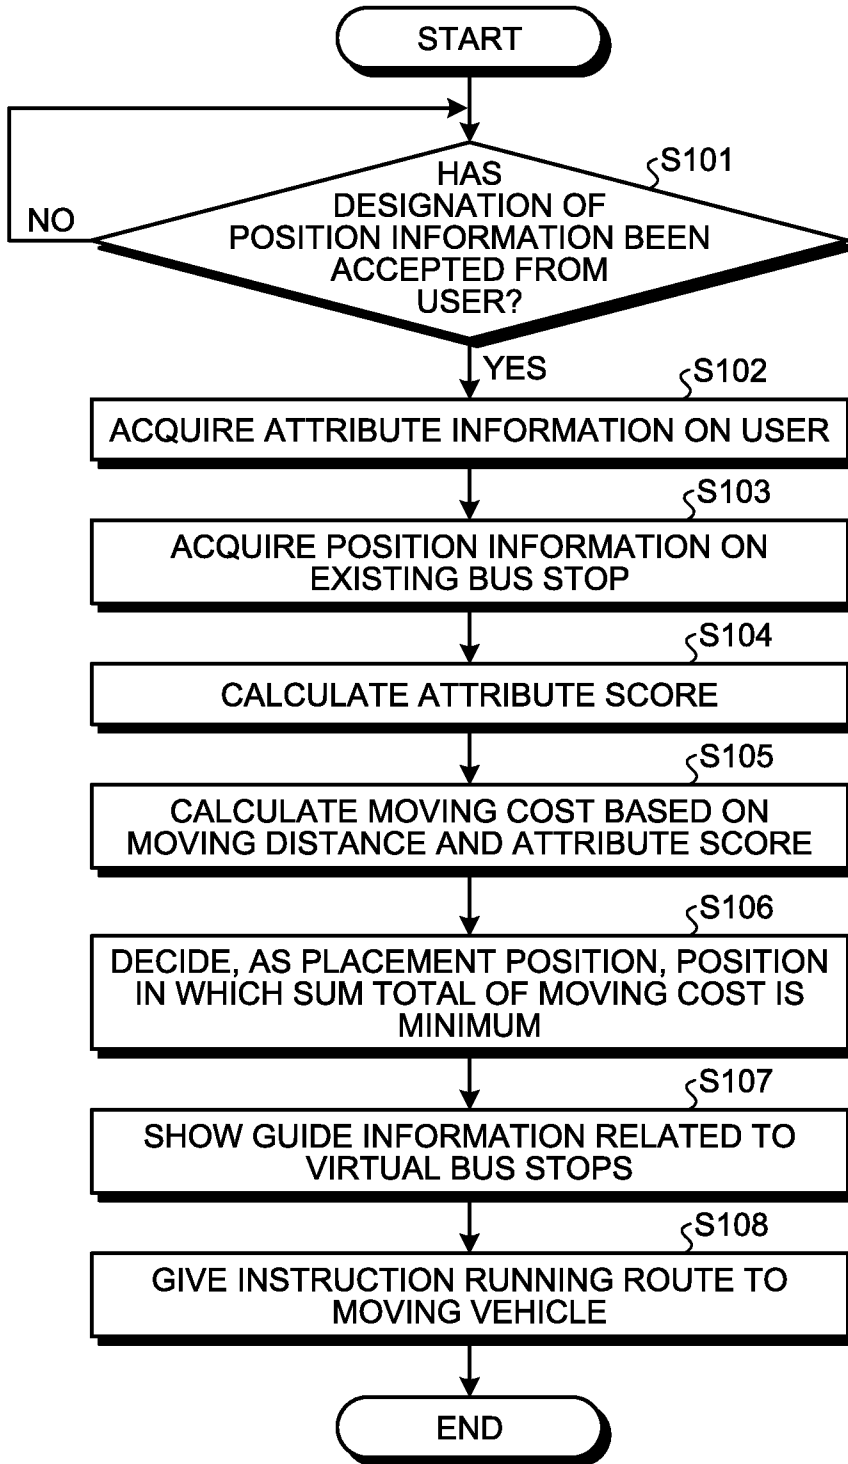 START
S101
HAS
DESIGNATION OF
POSITION INFORMATION BEEN
ACCEPTED FROM
USER?
NO
YES
S102
ACQUIRE ATTRIBUTE INFORMATION ON USER
S103
ACQUIRE POSITION INFORMATION ON
EXISTING BUS STOP
S104
CALCULATE ATTRIBUTE SCORE
S105
CALCULATE MOVING COST BASED ON
MOVING DISTANCE AND ATTRIBUTE SCORE
S106
DECIDE, AS PLACEMENT POSITION, POSITION
IN WHICH SUM TOTAL OF MOVING COST IS
MINIMUM
S107
SHOW GUIDE INFORMATION RELATED TO
VIRTUAL BUS STOPS
S108
GIVE INSTRUCTION RUNNING ROUTE TO
MOVING VEHICLE
END